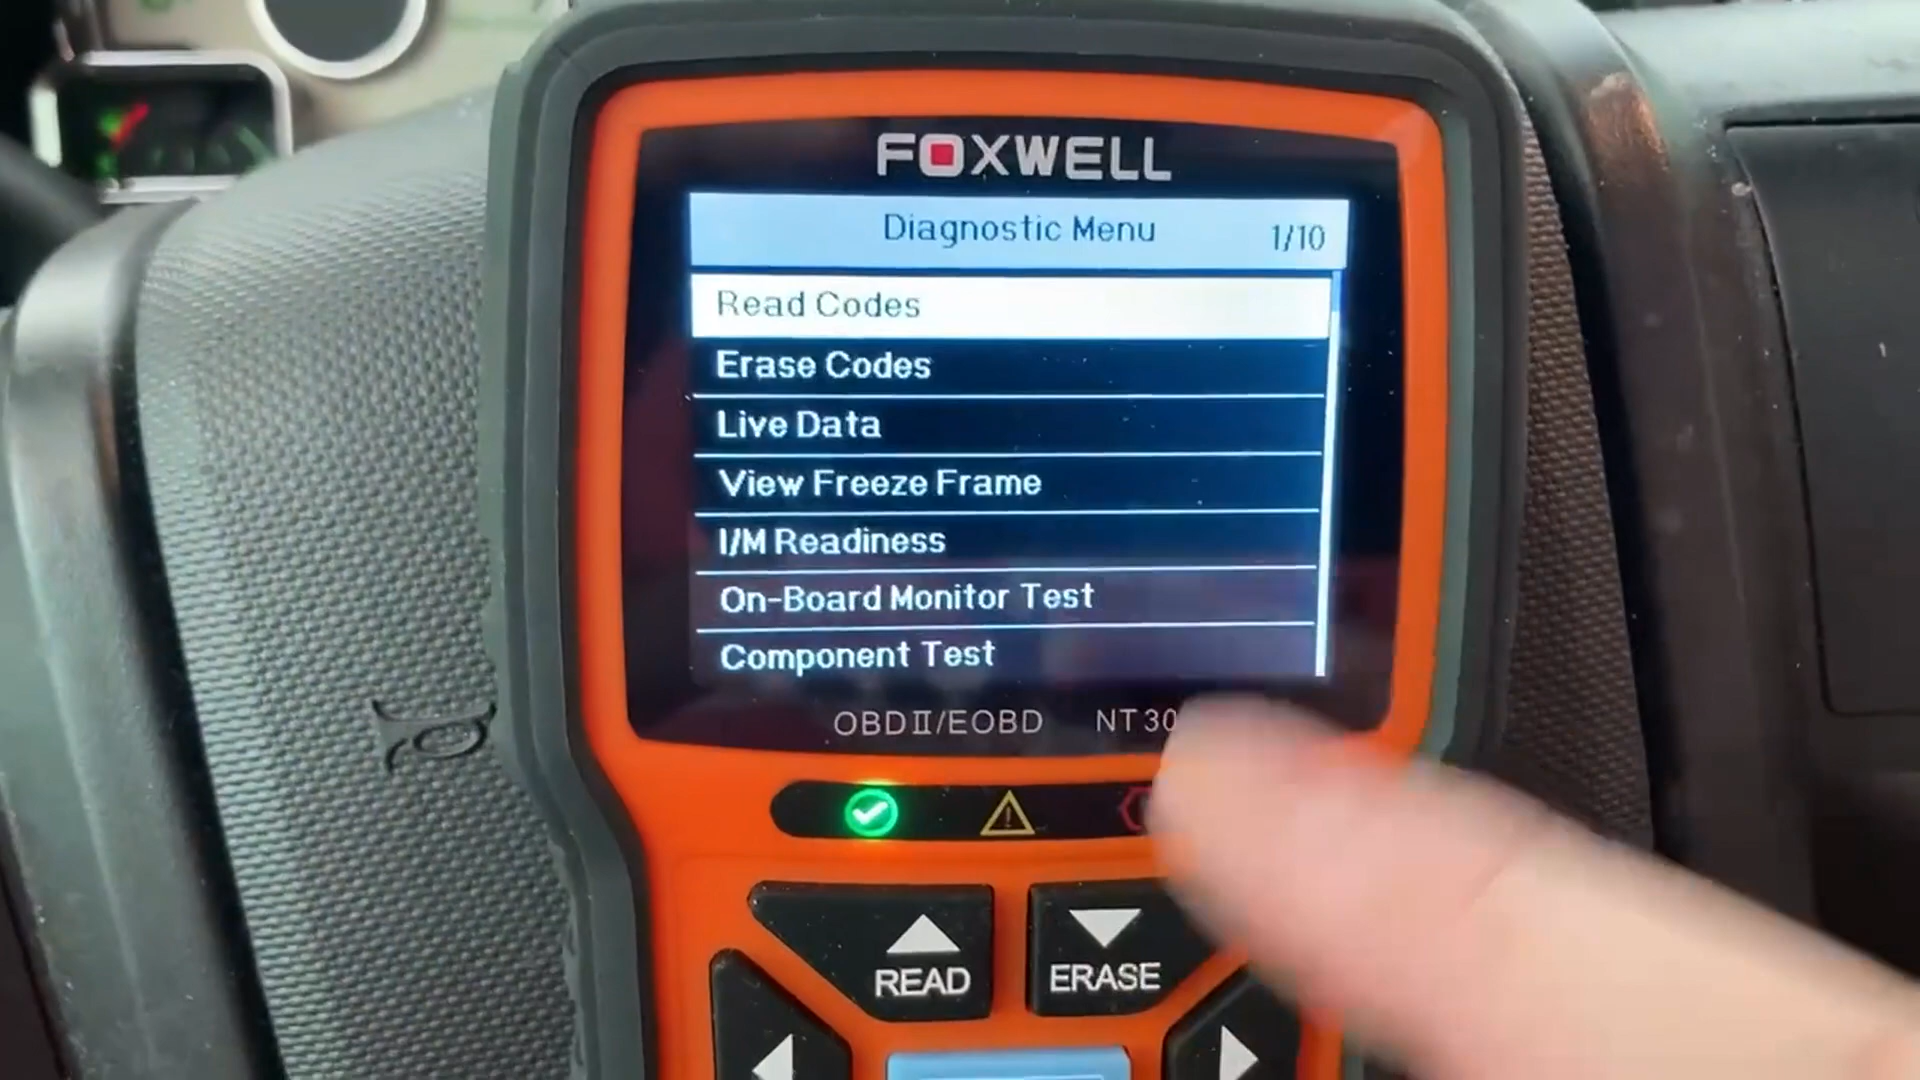 FOXWELL
Diagnostic Menu 1/10
Read Codes
Erase Codes
Live Data
View Freeze Frame
I/M Readiness
On-Board Monitor Test
Component Test
OBDII/EOBD
READ
ERASE